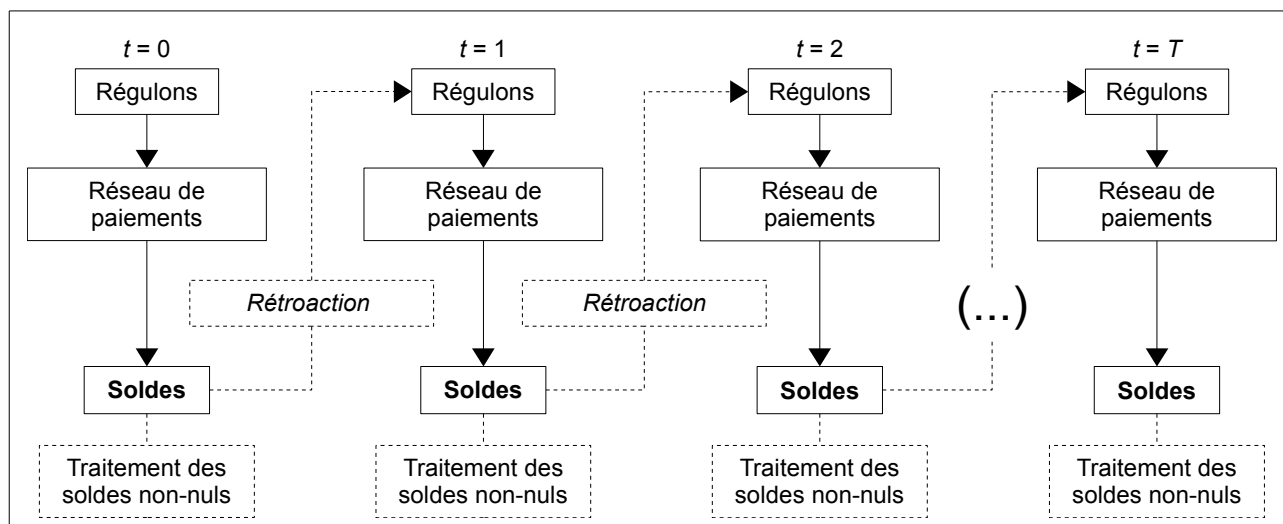 t = 0
t = 1
t = 2
t = T
Régulons
Régulons
Régulons
Régulons
Réseau de
paiements
Réseau de
paiements
Réseau de
paiements
Réseau de
paiements
Rétroaction
Rétroaction
(...)
Soldes
Soldes
Soldes
Soldes
Traitement des
soldes non-nuls
Traitement des
soldes non-nuls
Traitement des
soldes non-nuls
Traitement des
soldes non-nuls